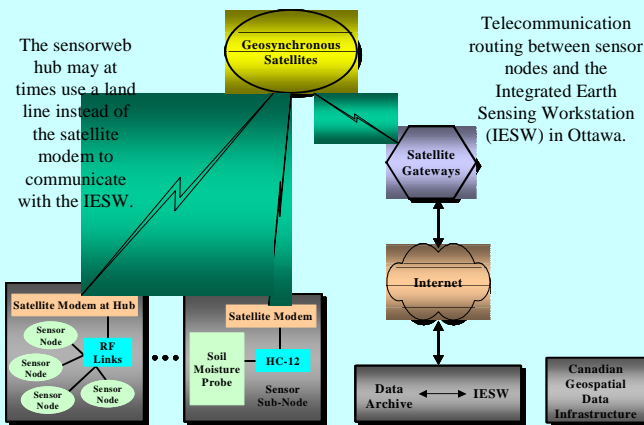 The sensorweb
hub may at
times use a land
line instead of
the satellite
modem to
communicate
with the IESW.
Geosynchronous
Satellites
Telecommunication
routing between sensor
nodes and the
Integrated Earth
Sensing Workstation
(IESW) in Ottawa.
Satellite
Gateways
Internet
Satellite Modem at Hub
Sensor
Node
Sensor
Node
Sensor
Node
Sensor
Node
RF
Links
Satellite Modem
Soil
Moisture
Probe
HC-12
Sensor
Sub-Node
Data
Archive
IESW
Canadian
Geospatial
Data
Infrastructure